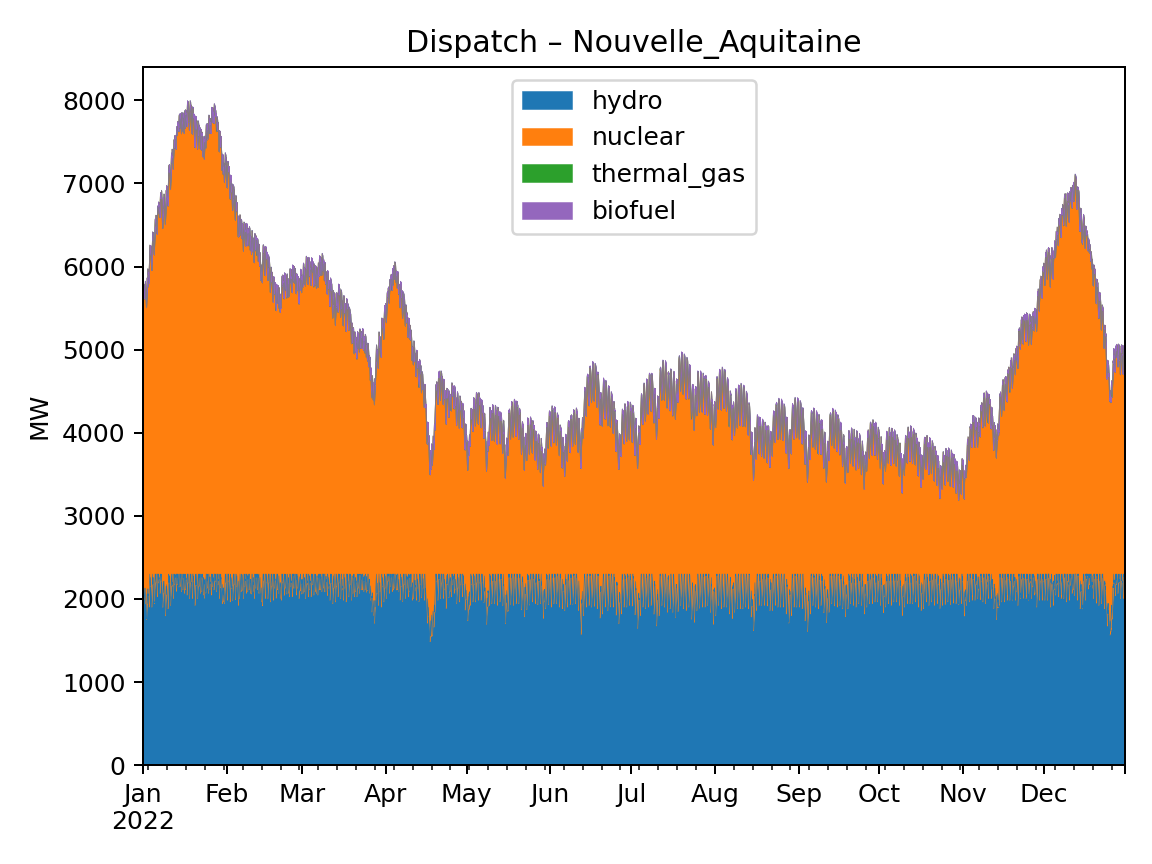 Dispatch – Nouvelle_Aquitaine
hydro
nuclear
thermal_gas
biofuel
MW
8000
7000
6000
5000
4000
3000
2000
1000
0
Jan Feb Mar Apr May Jun Jul Aug Sep Oct Nov Dec
2022